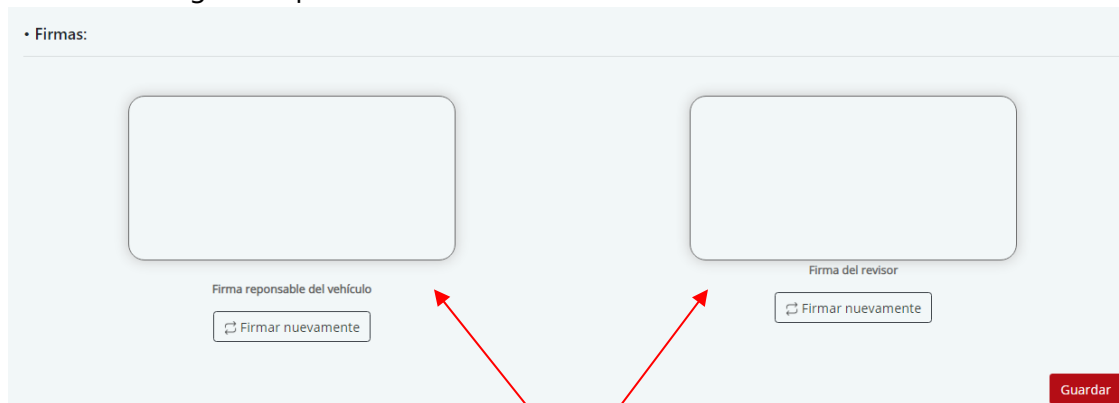 • Firmas:
Firma reponsable del vehículo
Firmar nuevamente
Firma del revisor
Firmar nuevamente
Guardar